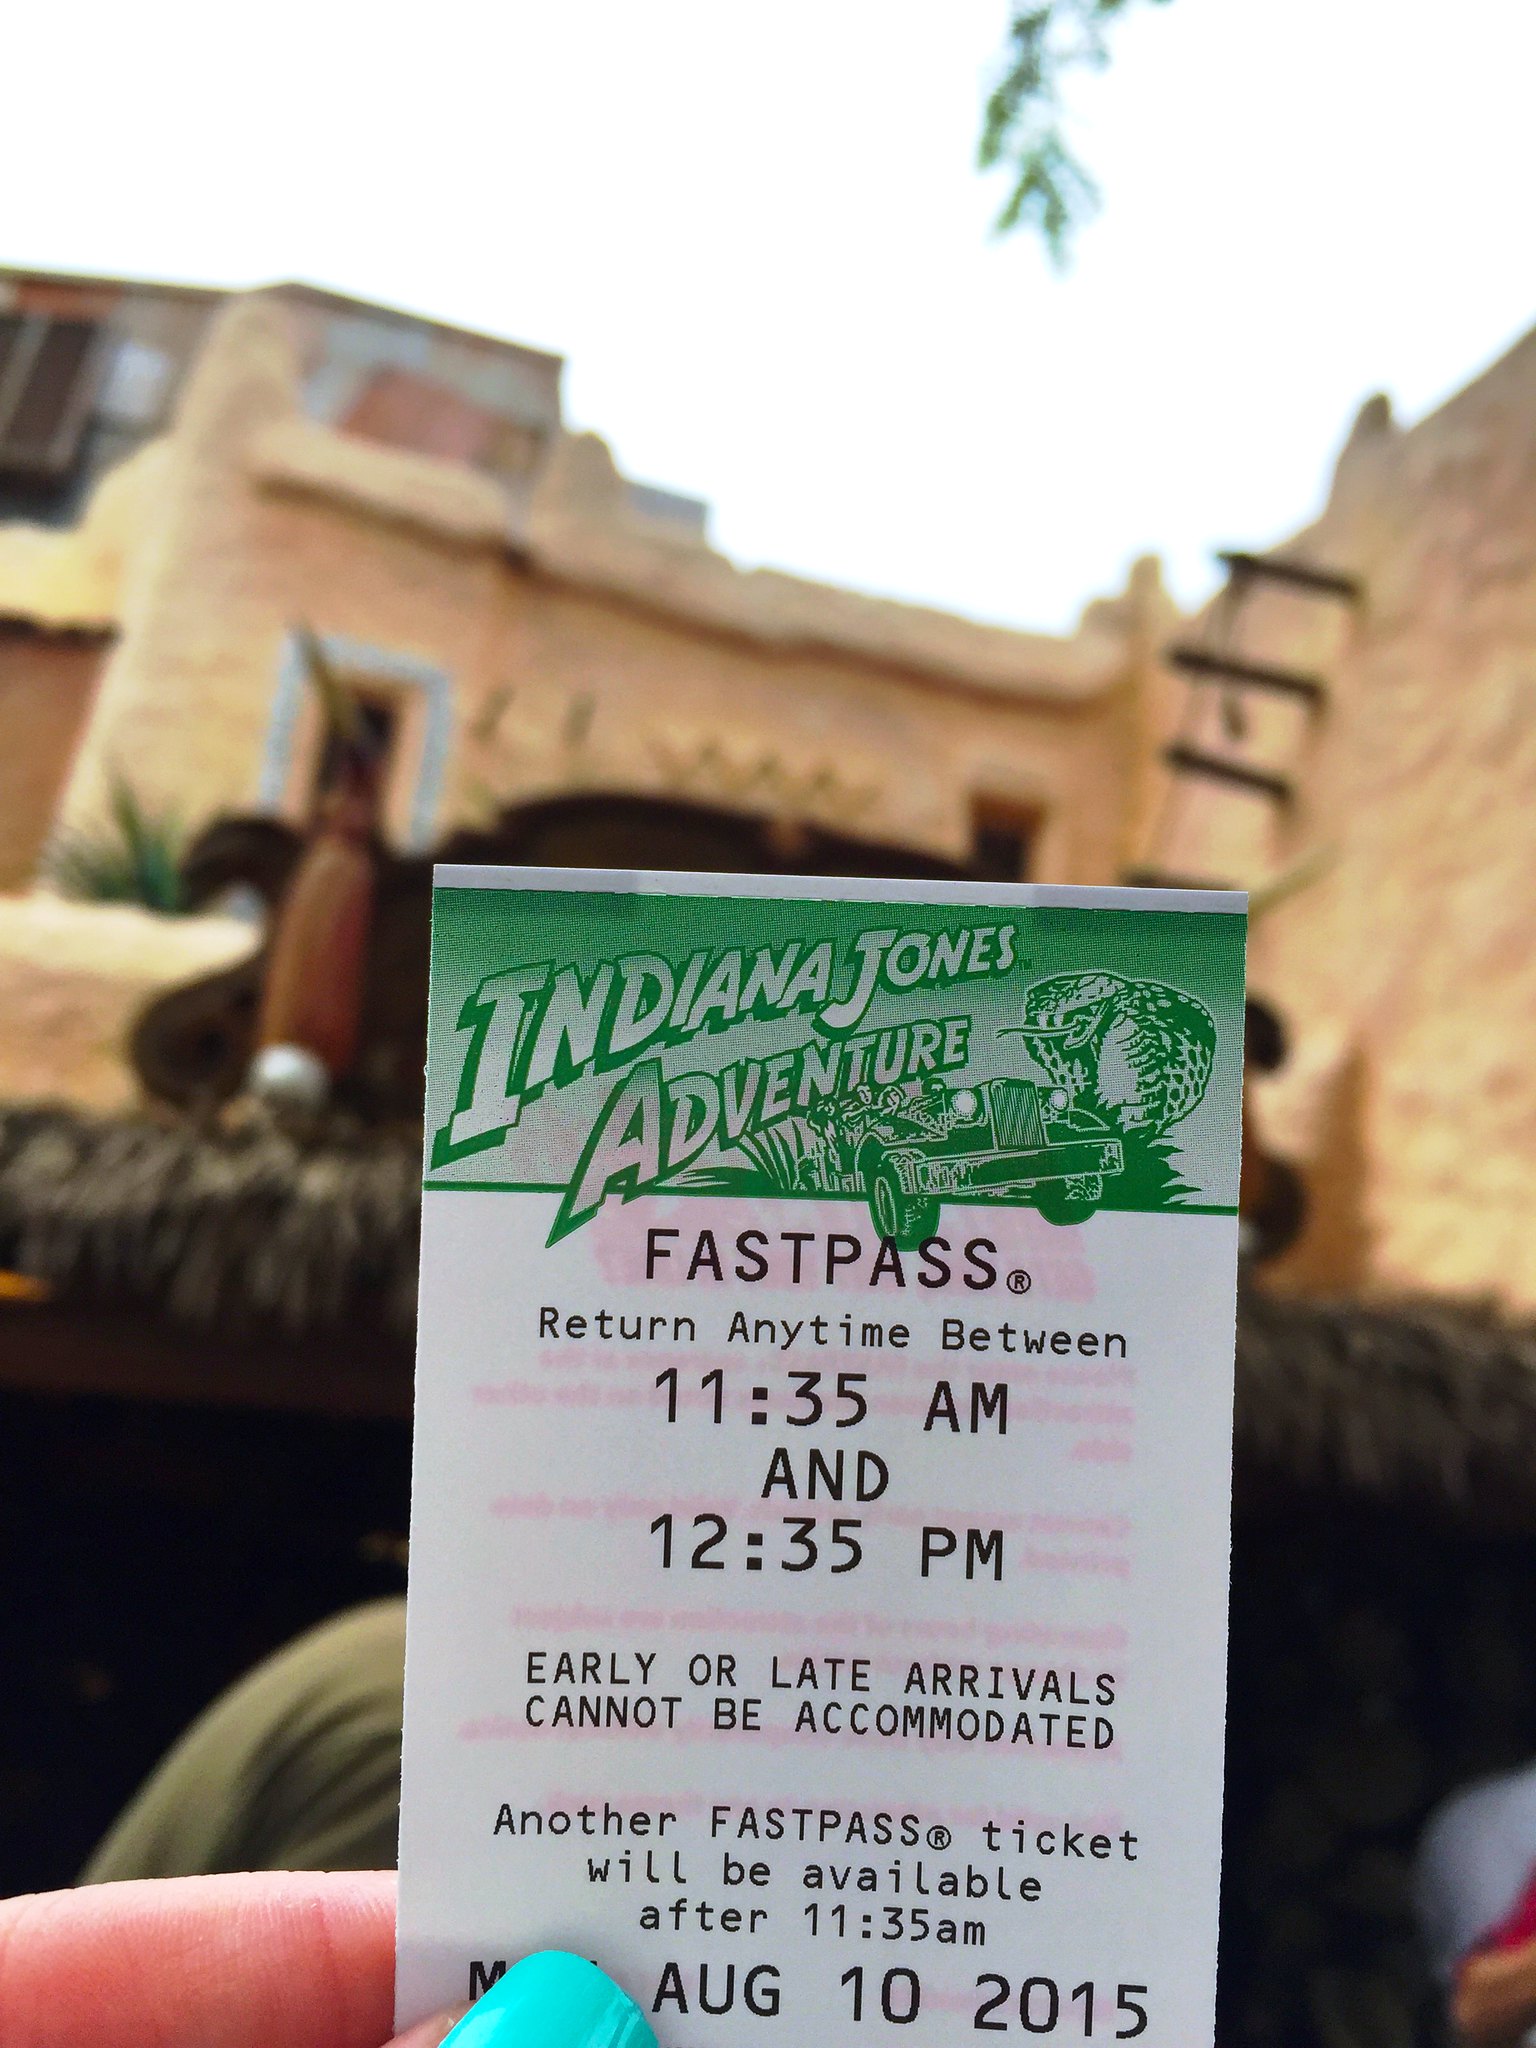 INDIANA JONES™
ADVENTURE
FASTPASS®
Return Anytime Between
11:35 AM
AND
12:35 PM
EARLY OR LATE ARRIVALS
CANNOT BE ACCOMMODATED
Another FASTPASS® ticket
will be available
after 11:35am
AUG 10 2015